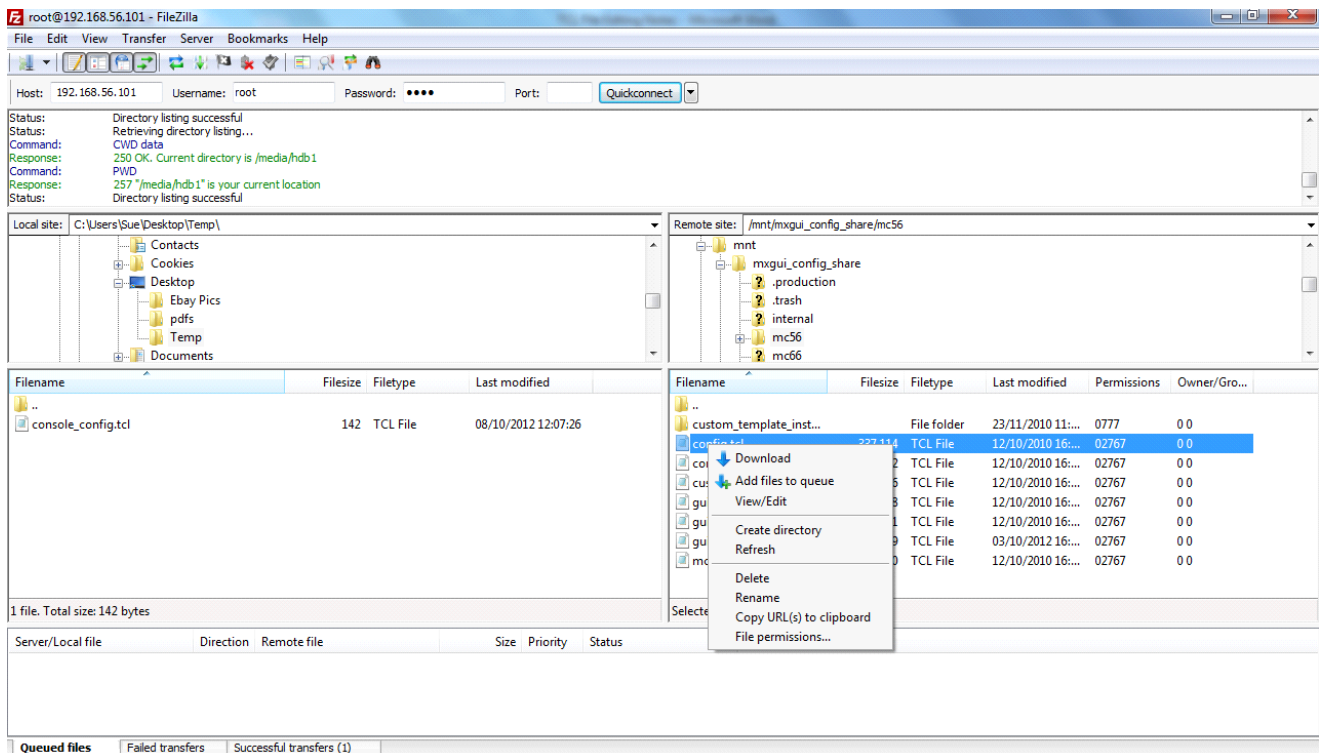 root@192.168.56.101 - FileZilla
File Edit View Transfer Server Bookmarks Help
Host: 192.168.56.101 Username: root Password: •••• Port: Quickconnect
Status: Directory listing successful
Status: Retrieving directory listing...
Command: CWD data
Response: 250 OK. Current directory is /media/hdb1
Command: PWD
Response: 257 "/media/hdb1" is your current location
Status: Directory listing successful
Local site: C:\Users\Sue\Desktop\Temp\
Contacts
Cookies
Desktop
Ebay Pics
pdfs
Temp
Documents
Remote site: /mnt/mxgui_config_share/mc56
mnt
mxgui_config_share
.production
.trash
internal
mc56
mc66
Filename Filesize Filetype Last modified
..
console_config.tcl 142 TCL File 08/10/2012 12:07:26
1 file. Total size: 142 bytes
Filename Filesize Filetype Last modified Permissions Owner/Gro...
..
custom_template_inst... File folder 23/11/2010 11:... 0777 0 0
config.tcl 337,114 TCL File 12/10/2010 16:... 02767 0 0
2 TCL File 12/10/2010 16:... 02767 0 0
TCL File 12/10/2010 16:... 02767 0 0
TCL File 12/10/2010 16:... 02767 0 0
1 TCL File 12/10/2010 16:... 02767 0 0
9 TCL File 03/10/2012 16:... 02767 0 0
TCL File 12/10/2010 16:... 02767 0 0
Download
Add files to queue
View/Edit
Create directory
Refresh
Delete
Rename
Copy URL(s) to clipboard
File permissions...
Server/Local file Direction Remote file Size Priority Status
Queued files Failed transfers Successful transfers (1)